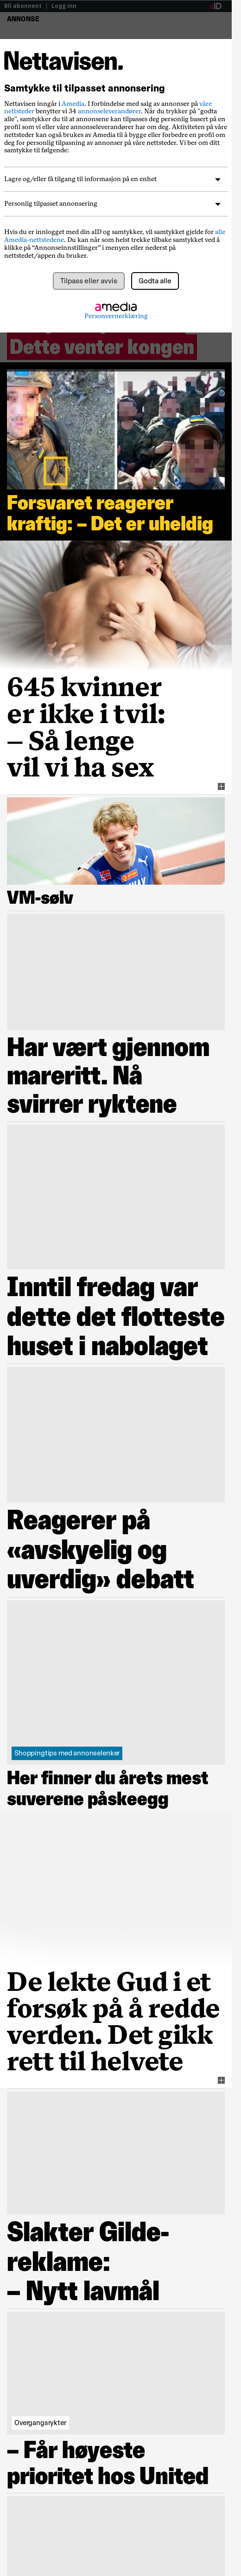 Bli abonnent | Logg inn
ANNONSE
Nettavisen.
Samtykke til tilpasset annonsering
Nettavisen inngår i Amedia. I forbindelse med salg av annonser på våre
nettsteder benytter vi 34 annonseleverandører. Når du trykker på "godta
alle", samtykker du til at annonsene kan tilpasses deg personlig basert på en
profil som vi eller våre annonseleverandører har om deg. Aktivitetene på våre
nettsteder kan også brukes av Amedia til å bygge eller forbedre en profil om
deg for personlig tilpasning av annonser på våre nettsteder. Vi ber om ditt
samtykke til følgende:
Lagre og/eller få tilgang til informasjon på en enhet
Personlig tilpasset annonsering
Hvis du er innlogget med din aID og samtykker, vil samtykket gjelde for alle
Amedia-nettstedene. Du kan når som helst trekke tilbake samtykket ved å
klikke på “Annonseinnstillinger” i menyen eller nederst på
nettstedet/appen du bruker.
Tilpass eller avvis
Godta alle
amedia
Personvernerklæring
Dette venter kongen
Forsvaret reagerer
kraftig: – Det er uheldig
645 kvinner
er ikke i tvil:
– Så lenge
vil vi ha sex
VM-sølv
Har vært gjennom
mareritt. Nå
svirrer ryktene
Inntil fredag var
dette det flotteste
huset i nabolaget
Reagerer på
«avskyelig og
uverdig» debatt
Shoppingtips med annonselenker
Her finner du årets mest
suverene påskeegg
De lekte Gud i et
forsøk på å redde
verden. Det gikk
rett til helvete
Slakter Gilde-
reklame:
– Nytt lavmål
Overgangsrykter
– Får høyeste
prioritet hos United